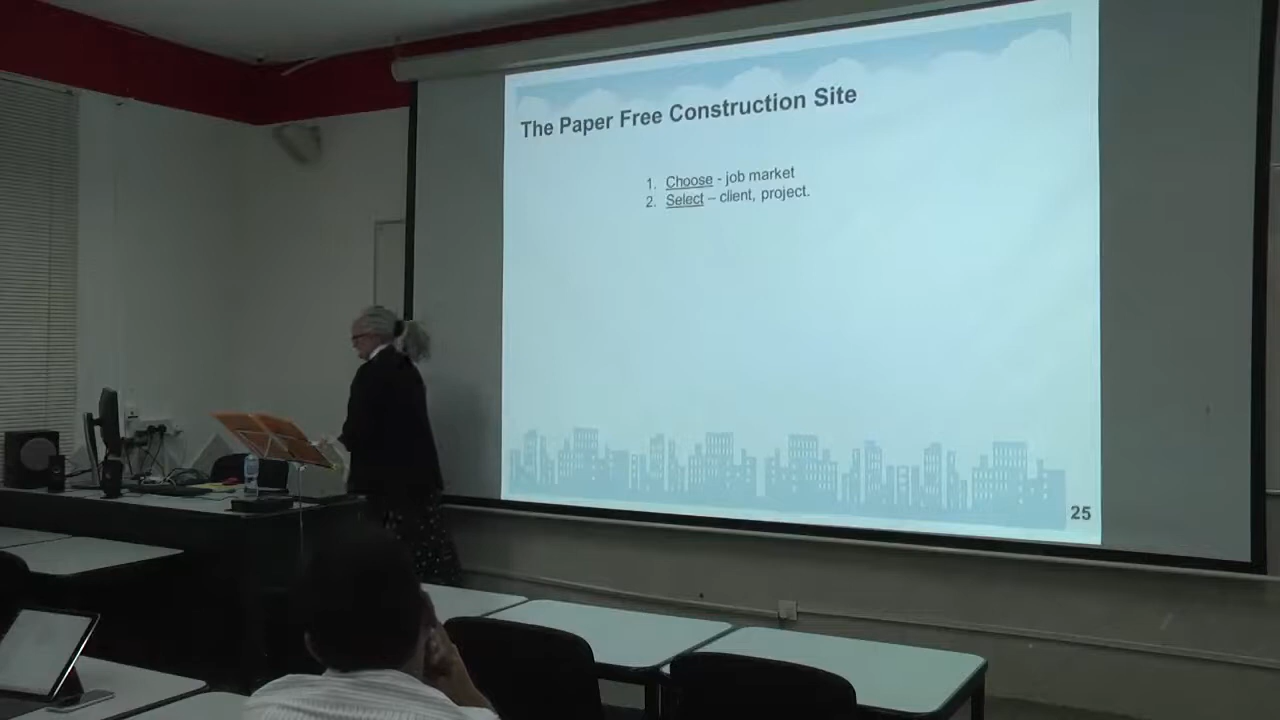 The Paper Free Construction Site
1. Choose - job market
2. Select – client, project.
25